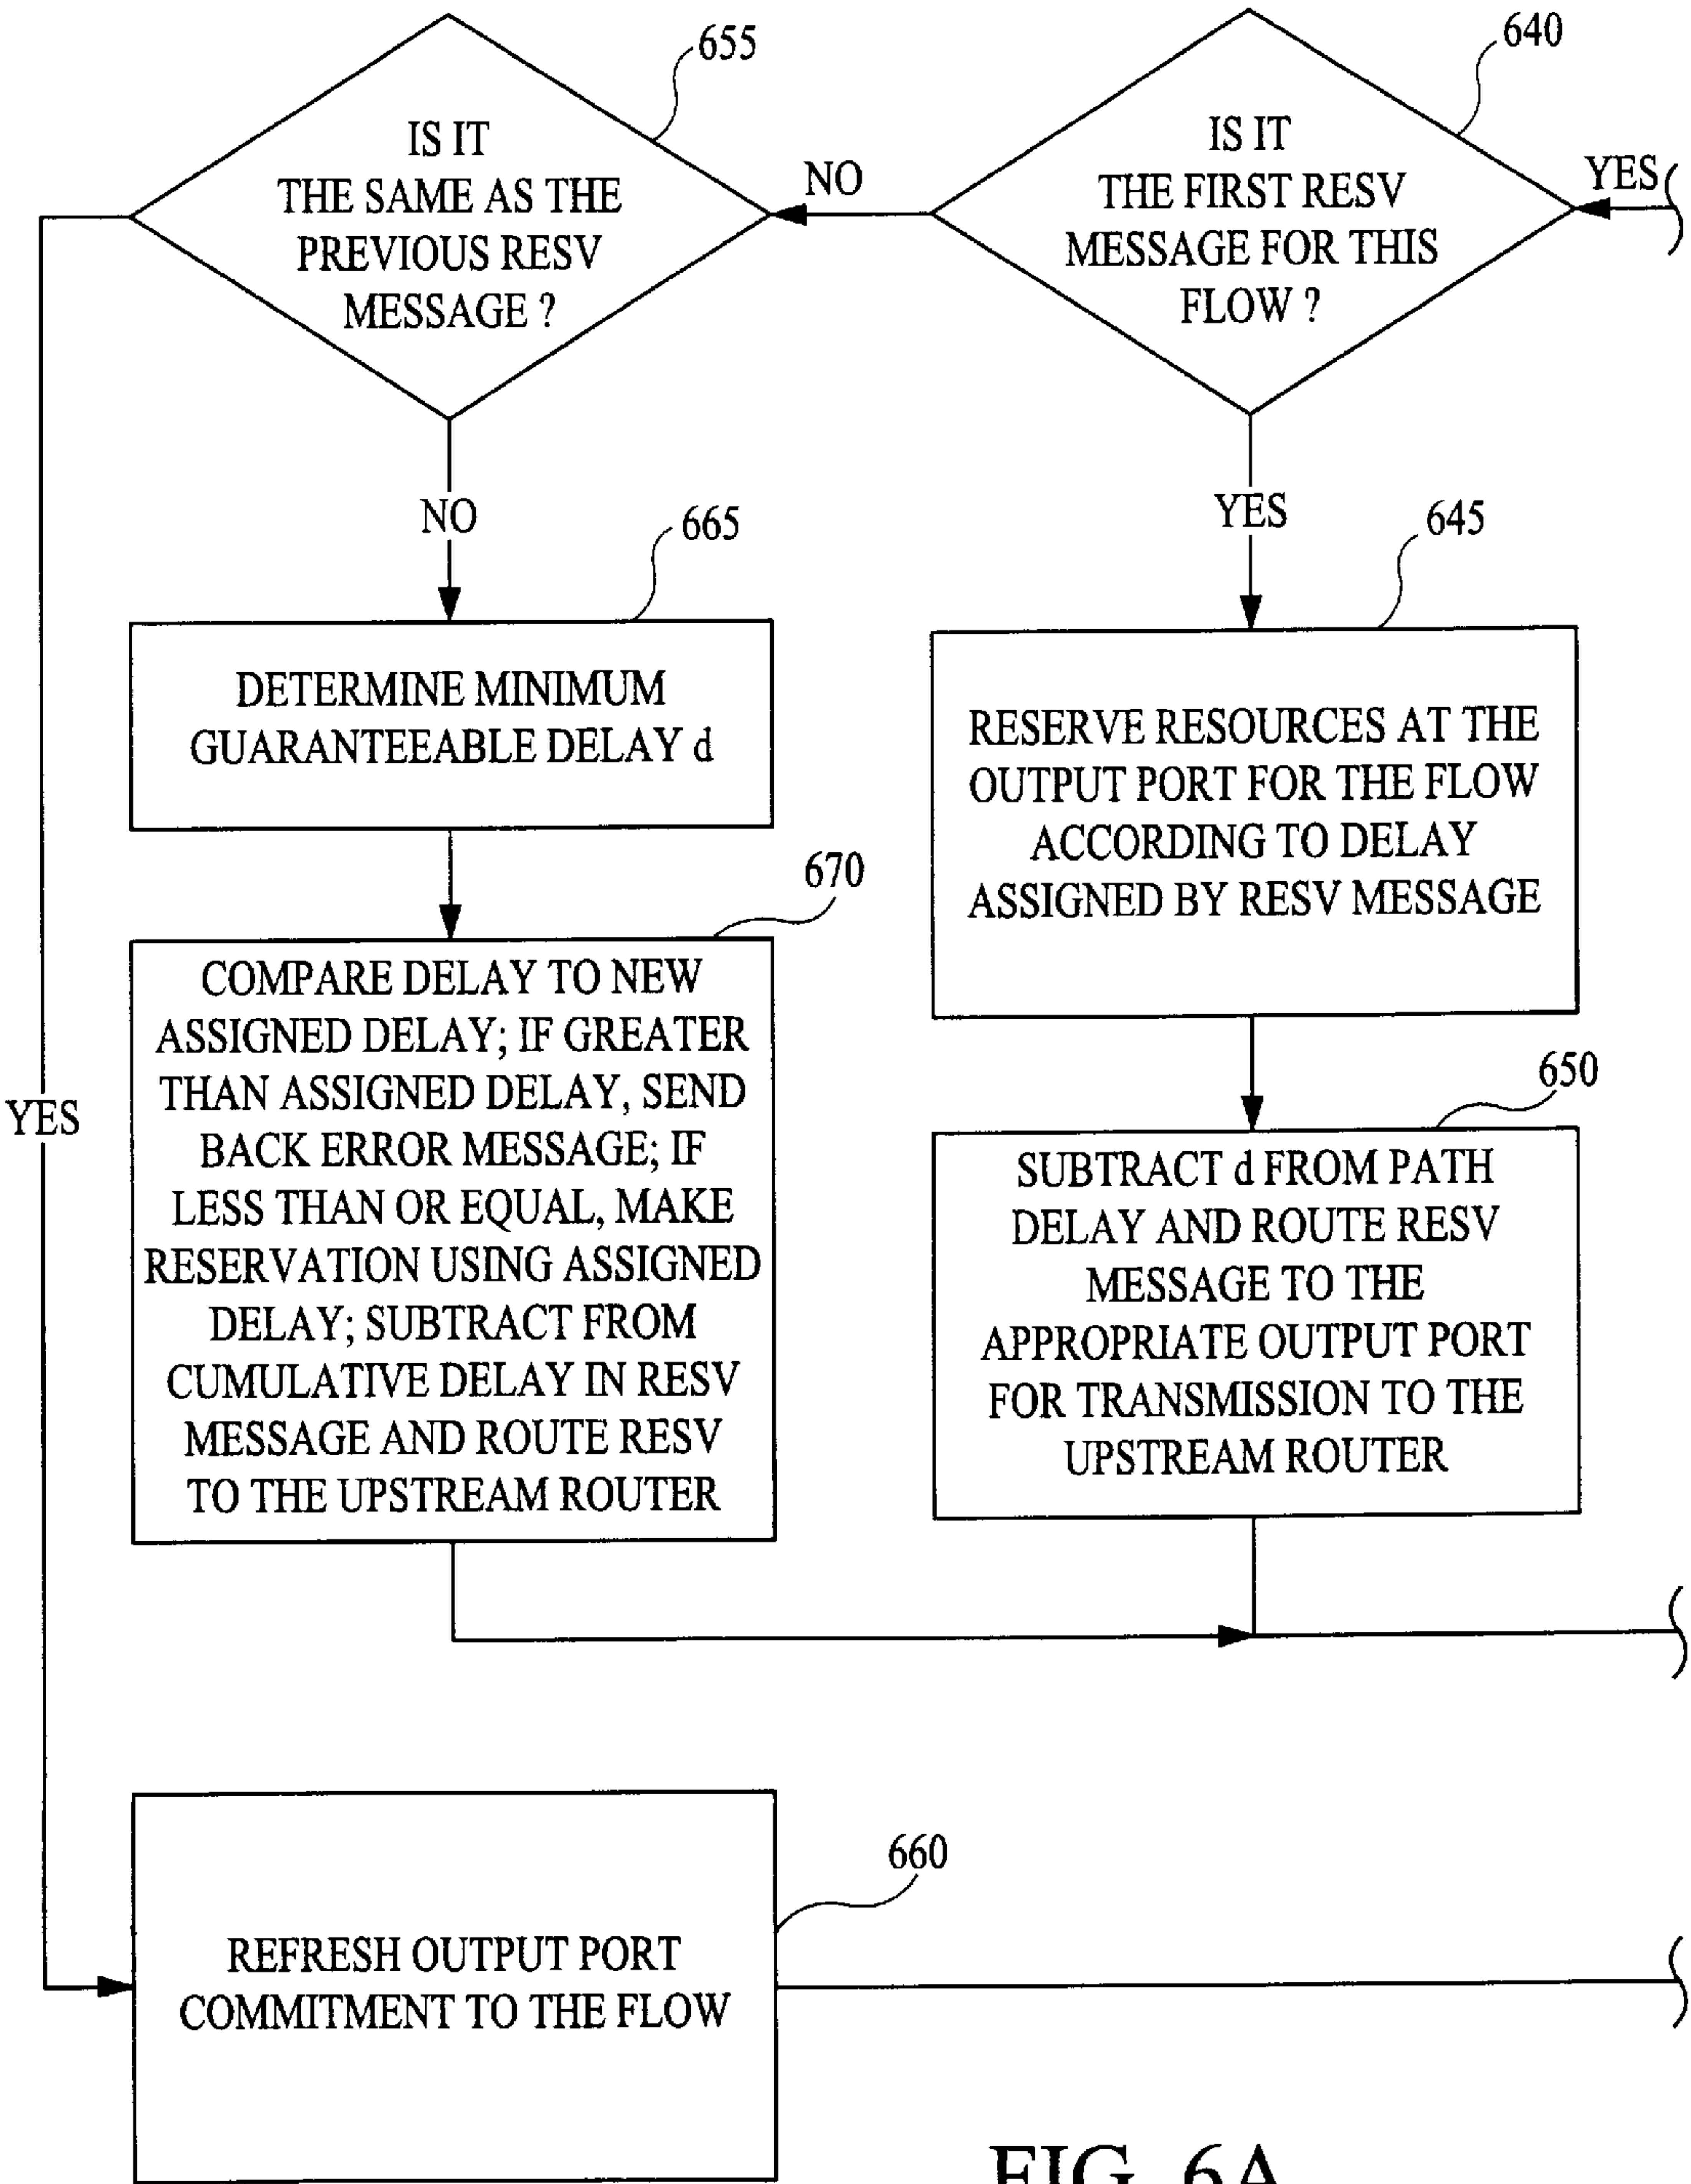 655
IS IT
THE SAME AS THE
PREVIOUS RESV
MESSAGE ?
640
IS IT
THE FIRST RESV
MESSAGE FOR THIS
FLOW ?
YES
NO
NO
YES
665
DETERMINE MINIMUM
GUARANTEEABLE DELAY d
645
RESERVE RESOURCES AT THE
OUTPUT PORT FOR THE FLOW
ACCORDING TO DELAY
ASSIGNED BY RESV MESSAGE
670
COMPARE DELAY TO NEW
ASSIGNED DELAY; IF GREATER
THAN ASSIGNED DELAY, SEND
BACK ERROR MESSAGE; IF
LESS THAN OR EQUAL, MAKE
RESERVATION USING ASSIGNED
DELAY; SUBTRACT FROM
CUMULATIVE DELAY IN RESV
MESSAGE AND ROUTE RESV
TO THE UPSTREAM ROUTER
650
SUBTRACT d FROM PATH
DELAY AND ROUTE RESV
MESSAGE TO THE
APPROPRIATE OUTPUT PORT
FOR TRANSMISSION TO THE
UPSTREAM ROUTER
YES
660
REFRESH OUTPUT PORT
COMMITMENT TO THE FLOW
FIG. 6A